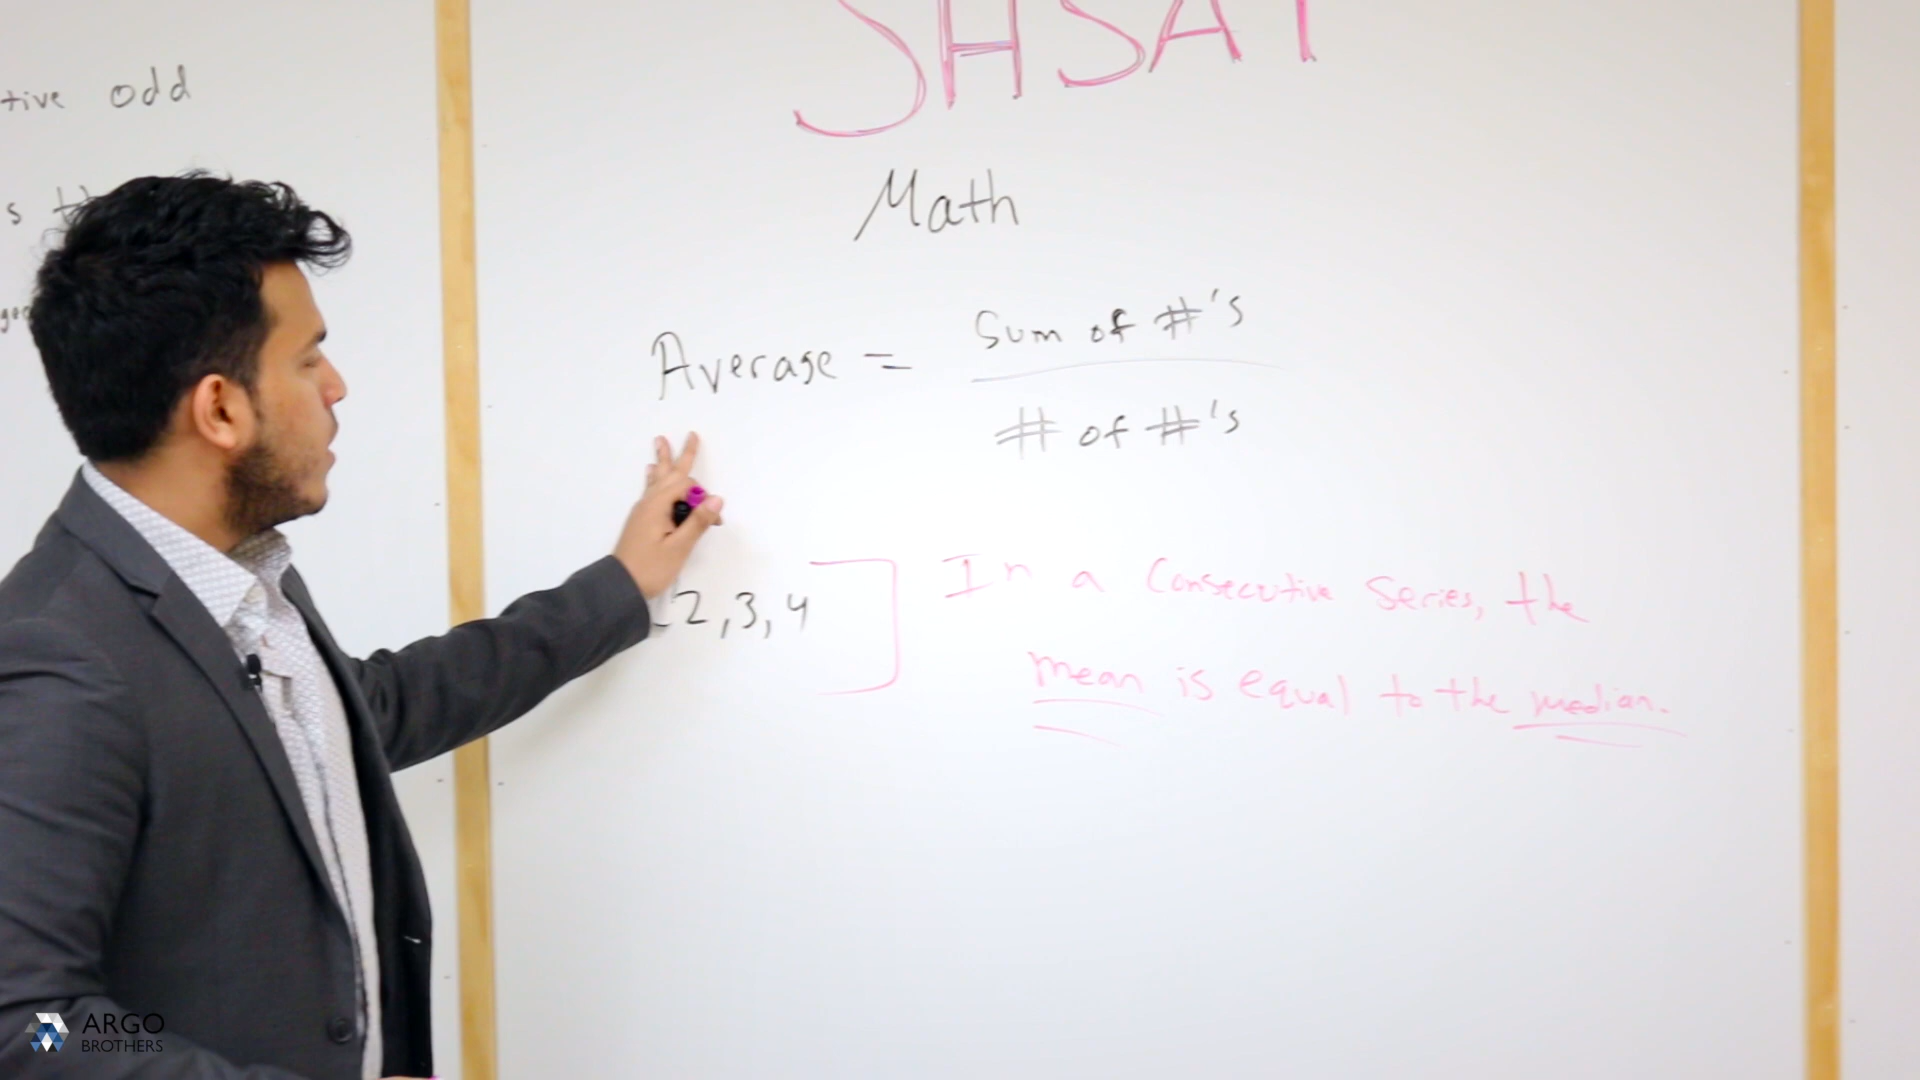 tive odd
s
SHSAT
Math
Average = Sum of #'s
# of #'s
2,3,4
In a Consecutive Series, the
mean is equal to the median.
ARGO
BROTHERS